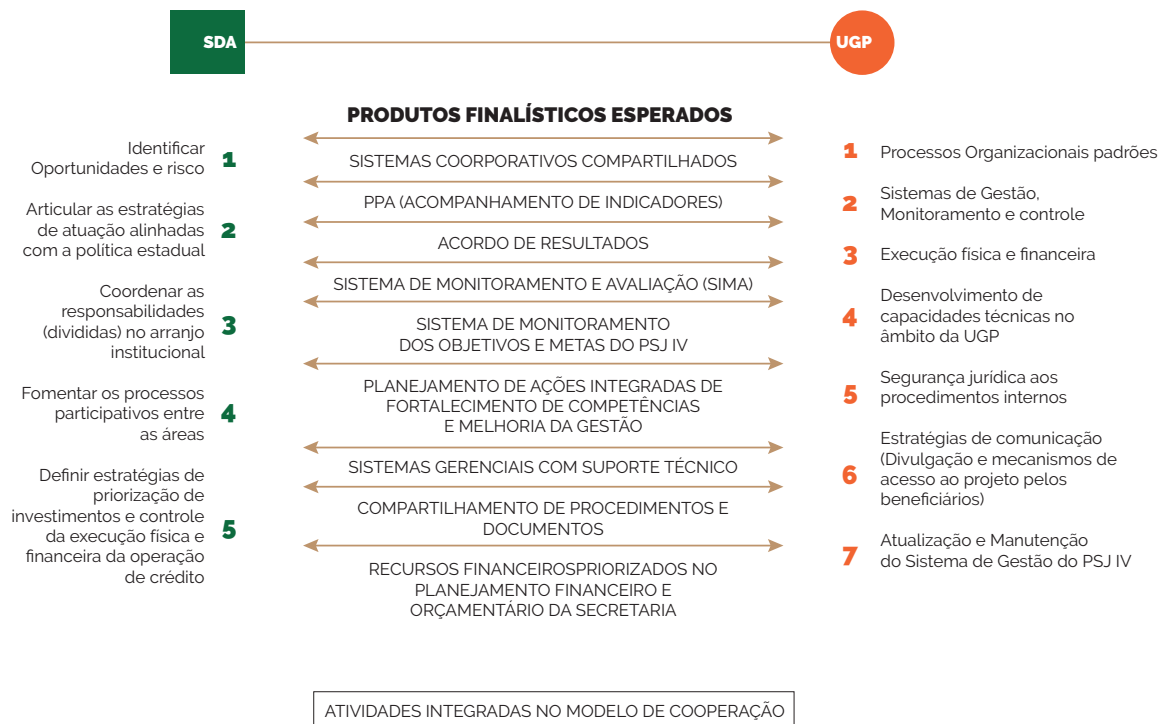 SDA
UGP
PRODUTOS FINALÍSTICOS ESPERADOS
Identificar
Oportunidades e risco
1
Articular as estratégias
de atuação alinhadas
com a política estadual
2
Coordenar as
responsabilidades
(divididas) no arranjo
institucional
3
Fomentar os processos
participativos entre
as áreas
4
Definir estratégias de
priorização de
investimentos e controle
da execução física e
financeira da operação
de crédito
5
SISTEMAS COORPORATIVOS COMPARTILHADOS
PPA (ACOMPANHAMENTO DE INDICADORES)
ACORDO DE RESULTADOS
SISTEMA DE MONITORAMENTO E AVALIAÇÃO (SIMA)
SISTEMA DE MONITORAMENTO
DOS OBJETIVOS E METAS DO PSJ IV
PLANEJAMENTO DE AÇÕES INTEGRADAS DE
FORTALECIMENTO DE COMPETÊNCIAS
E MELHORIA DA GESTÃO
SISTEMAS GERENCIAIS COM SUPORTE TÉCNICO
COMPARTILHAMENTO DE PROCEDIMENTOS E
DOCUMENTOS
RECURSOS FINANCEIROSPRIORIZADOS NO
PLANEJAMENTO FINANCEIRO E
ORÇAMENTÁRIO DA SECRETARIA
1 Processos Organizacionais padrões
2 Sistemas de Gestão,
Monitoramento e controle
3 Execução física e financeira
4 Desenvolvimento de
capacidades técnicas no
âmbito da UGP
5 Segurança jurídica aos
procedimentos internos
6 Estratégias de comunicação
(Divulgação e mecanismos de
acesso ao projeto pelos
beneficiários)
7 Atualização e Manutenção
do Sistema de Gestão do PSJ IV
ATIVIDADES INTEGRADAS NO MODELO DE COOPERAÇÃO